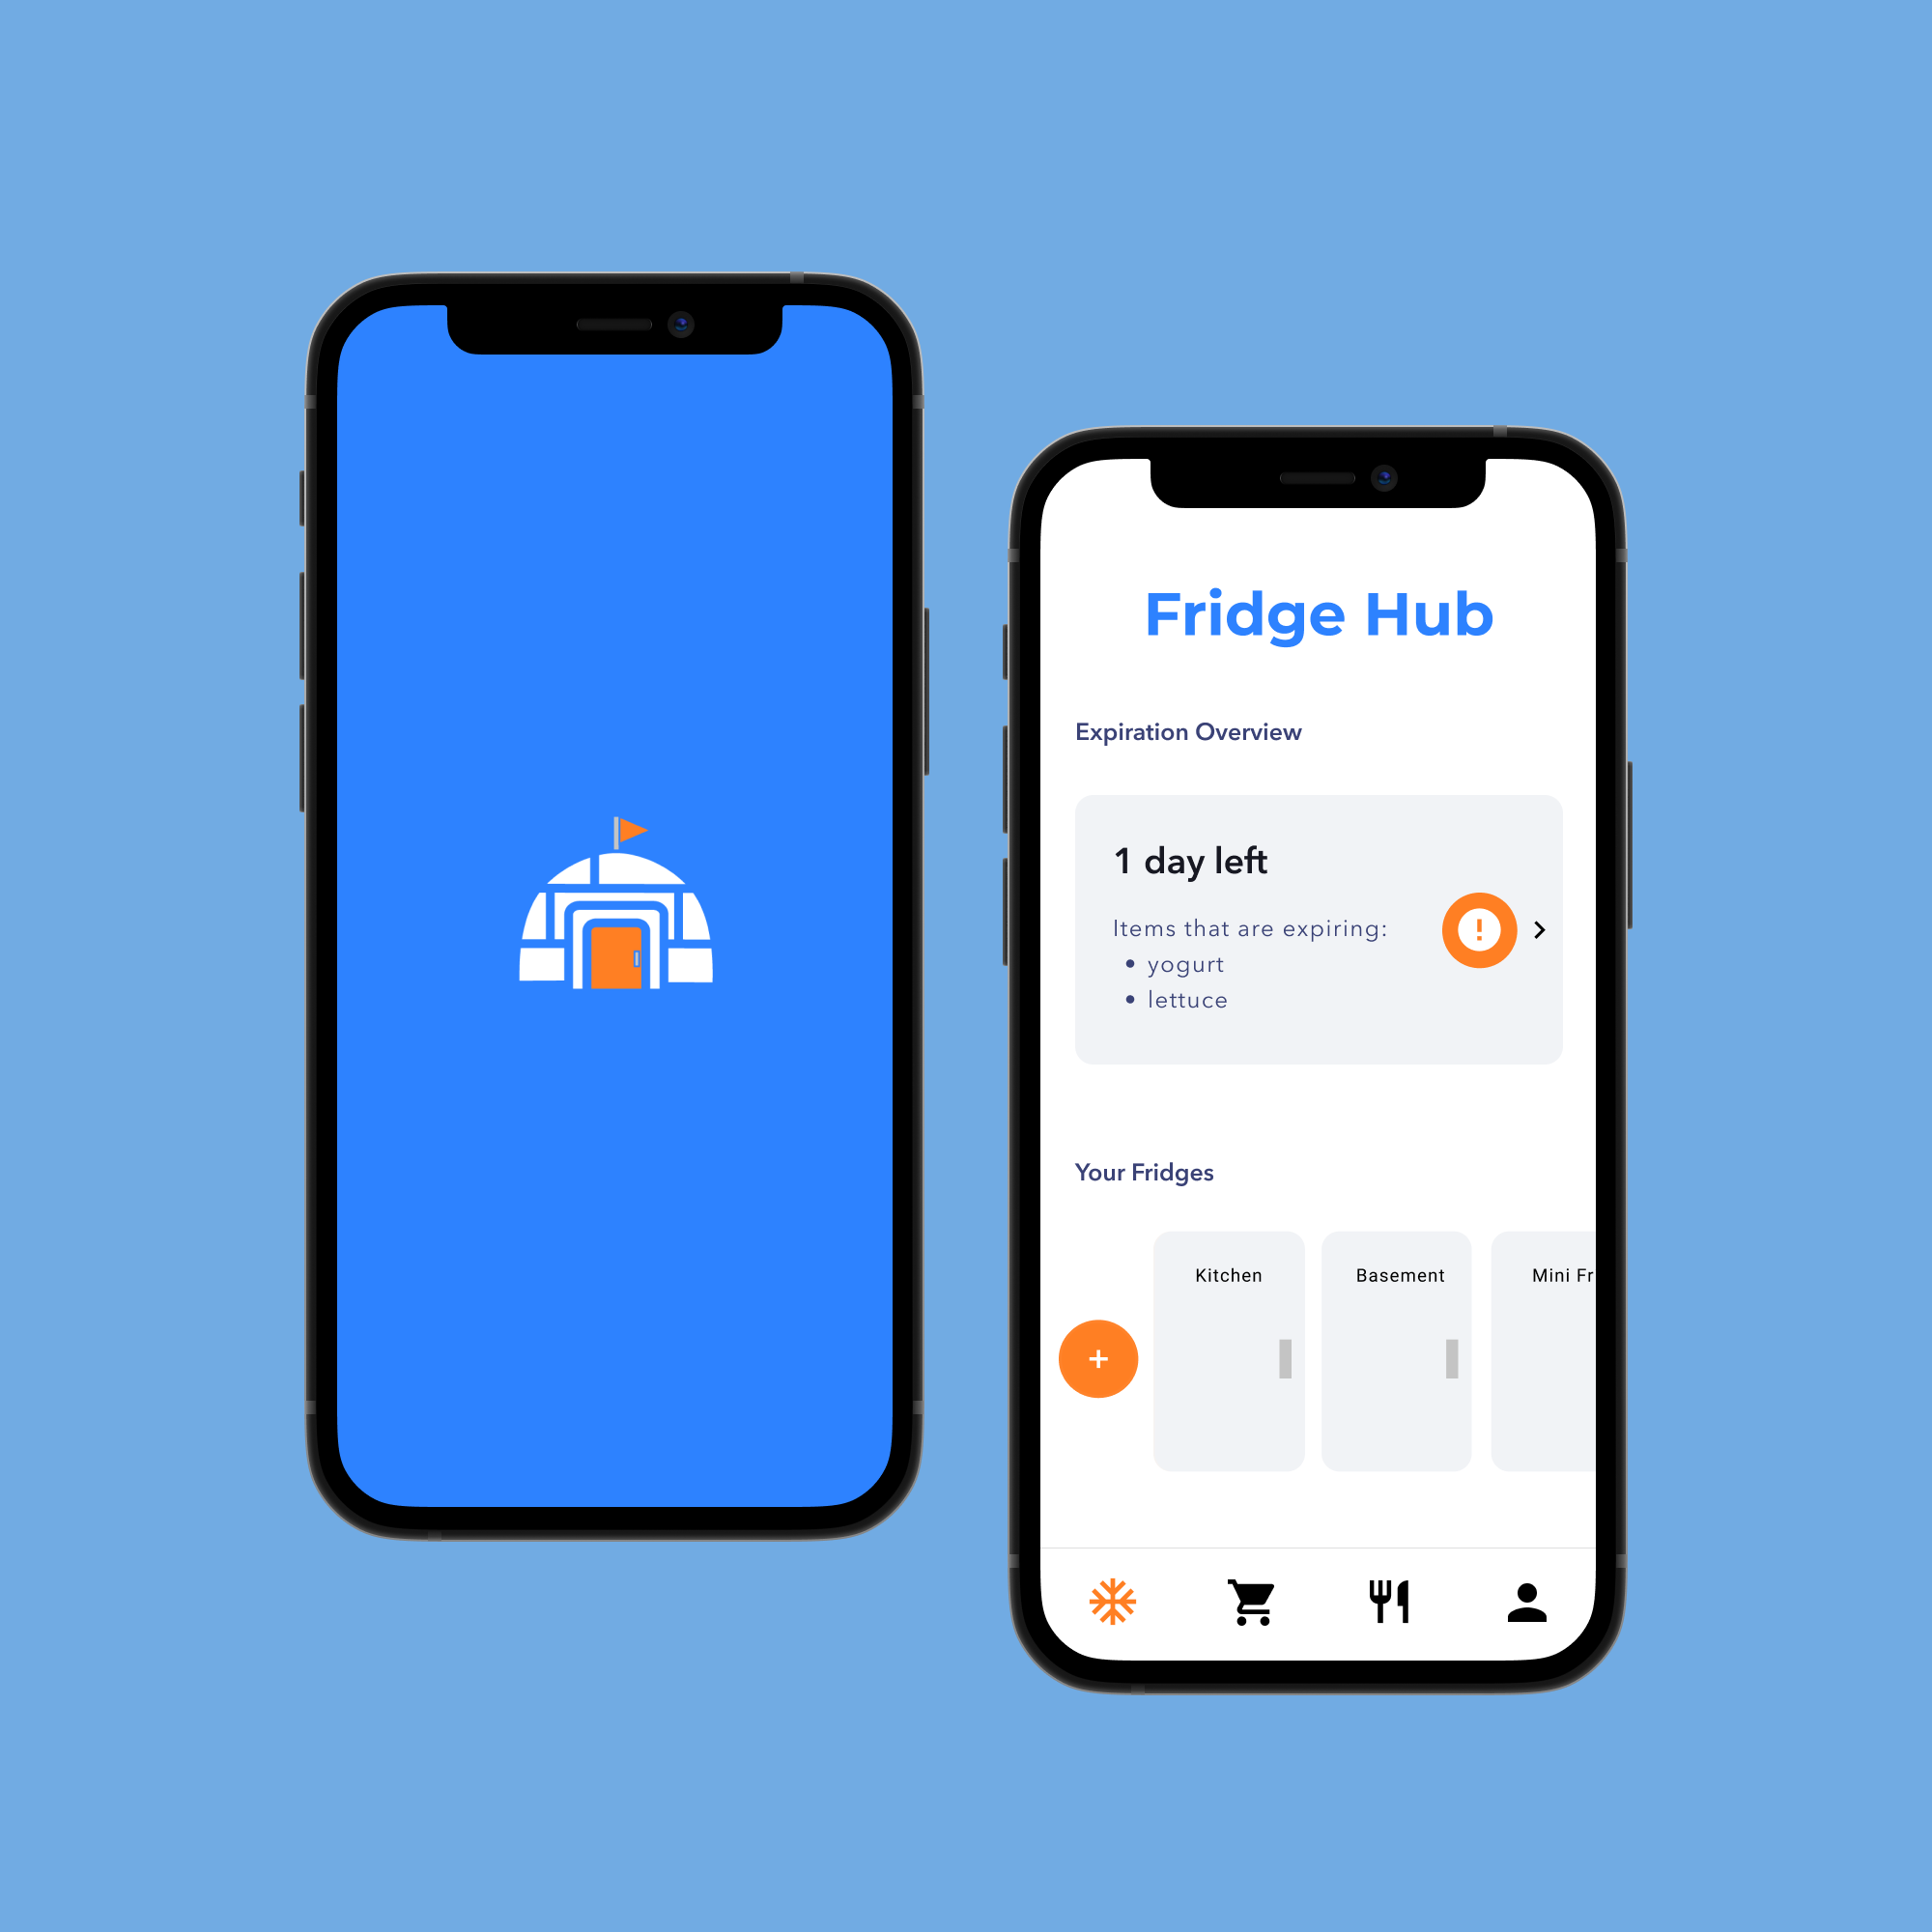 Fridge Hub
Expiration Overview
1 day left
Items that are expiring:
• yogurt
• lettuce
Your Fridges
Kitchen
Basement
Mini Fr
+